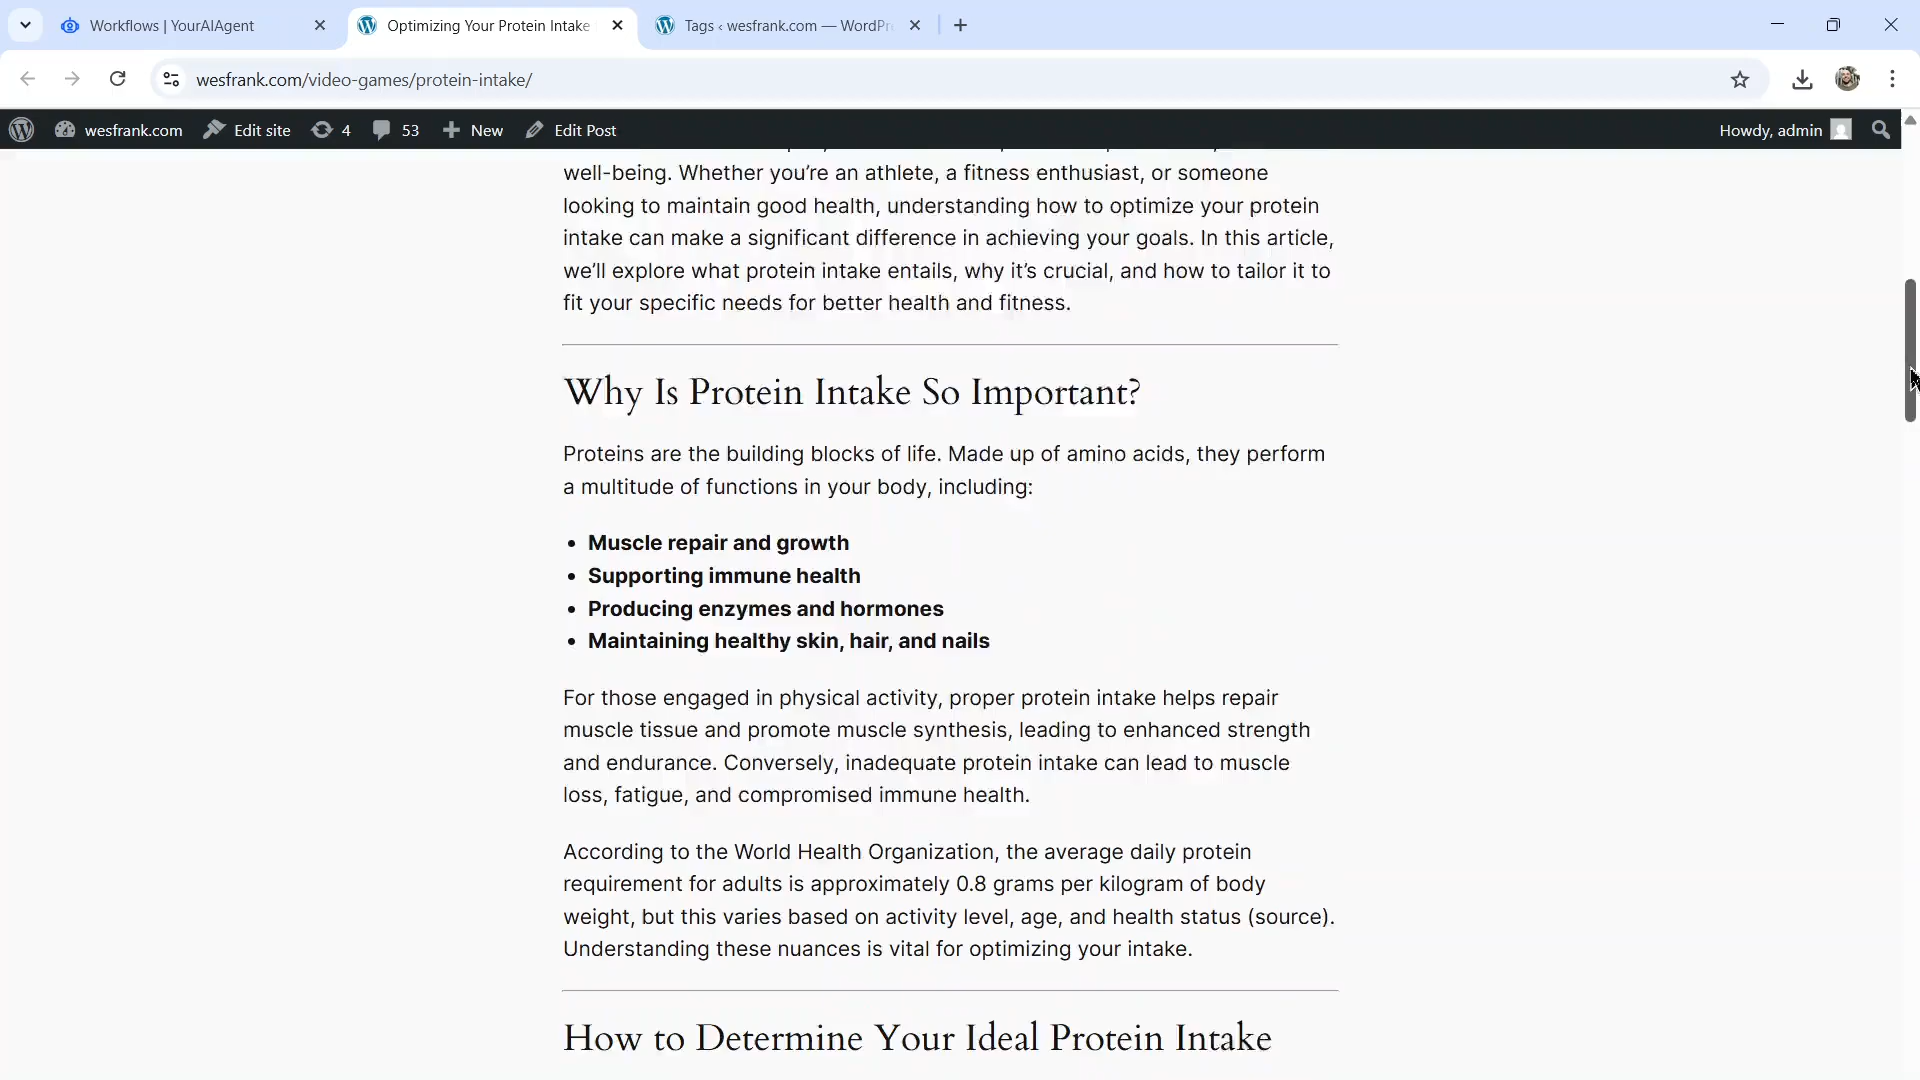 Workflows | YourAIAgent
Optimizing Your Protein Intake
Tags ‹ wesfrank.com — WordPr
wesfrank.com/video-games/protein-intake/
wesfrank.com
Edit site
4
53
New
Edit Post
Howdy, admin
well-being. Whether you’re an athlete, a fitness enthusiast, or someone
looking to maintain good health, understanding how to optimize your protein
intake can make a significant difference in achieving your goals. In this article,
we’ll explore what protein intake entails, why it’s crucial, and how to tailor it to
fit your specific needs for better health and fitness.
Why Is Protein Intake So Important?
Proteins are the building blocks of life. Made up of amino acids, they perform
a multitude of functions in your body, including:
• Muscle repair and growth
• Supporting immune health
• Producing enzymes and hormones
• Maintaining healthy skin, hair, and nails
For those engaged in physical activity, proper protein intake helps repair
muscle tissue and promote muscle synthesis, leading to enhanced strength
and endurance. Conversely, inadequate protein intake can lead to muscle
loss, fatigue, and compromised immune health.
According to the World Health Organization, the average daily protein
requirement for adults is approximately 0.8 grams per kilogram of body
weight, but this varies based on activity level, age, and health status (source).
Understanding these nuances is vital for optimizing your intake.
How to Determine Your Ideal Protein Intake